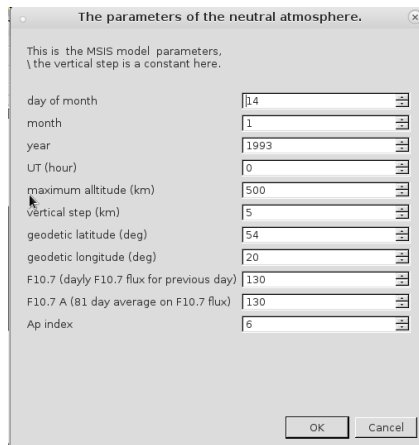 The parameters of the neutral atmosphere.
This is  the MSIS model  parameters,
\ the vertical step is a constant here.
day of month 14
month 1
year 1993
UT (hour) 0
maximum alltitude (km) 500
vertical step (km) 5
geodetic latitude (deg) 54
geodetic longitude (deg) 20
F10.7 (dayly F10.7 flux for previous day) 130
F10.7 A (81 day average on F10.7 flux) 130
Ap index 6
OK Cancel